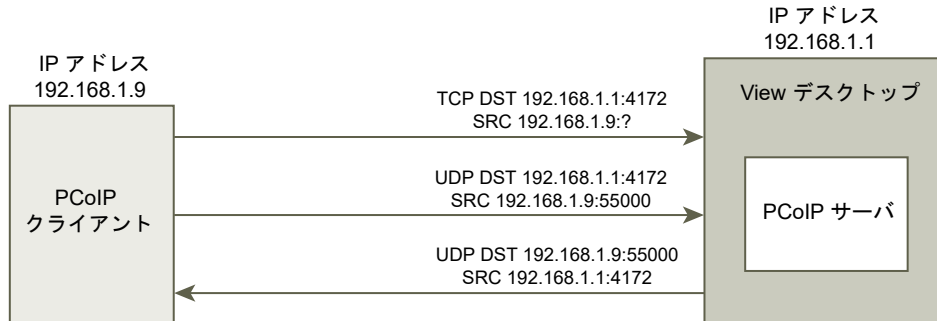 IP アドレス
192.168.1.1
IP アドレス
192.168.1.9
View デスクトップ
TCP DST 192.168.1.1:4172
SRC 192.168.1.9:?
PCoIP
クライアント
UDP DST 192.168.1.1:4172
SRC 192.168.1.9:55000
PCoIP サーバ
UDP DST 192.168.1.9:55000
SRC 192.168.1.1:4172